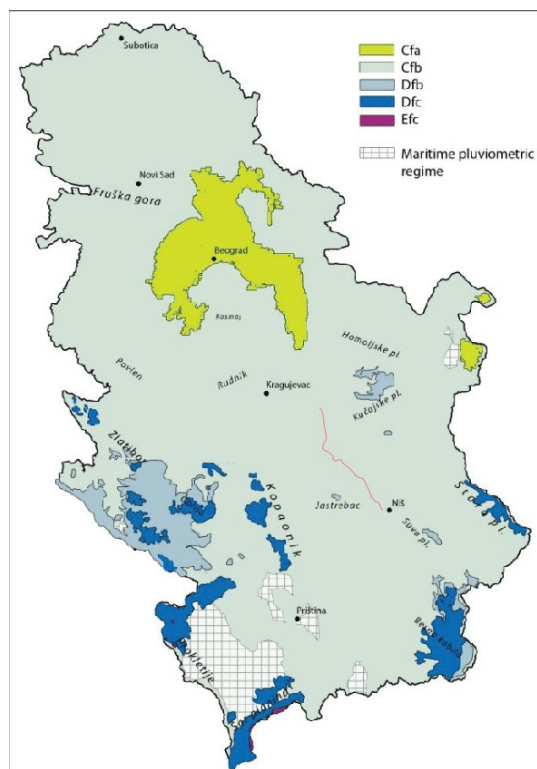 Subotica
Cfa
Cfb
Dfb
Dfc
Efc
Maritime pluviometric
regime
Novi Sad
Fruška gora
Beograd
Kosmaj
Homoljske pl.
Povlen
Rudnik
Kragujevac
Kučajske pl.
Zlatibor
Kopaonik
Jastrebac
Niš
Suva pl.
Priština
Prokletije